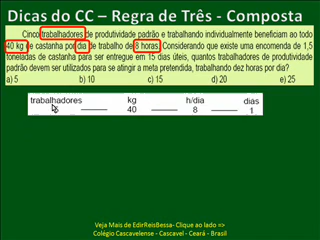 Dicas do CC – Regra de Três - Composta
Cinco trabalhadores de produtividade padrão e trabalhando individualmente beneficiam ao todo
40 kg de castanha por dia de trabalho de 8 horas. Considerando que existe uma encomenda de 1,5
toneladas de castanha para ser entregue em 15 dias úteis, quantos trabalhadores de produtividade
padrão devem ser utilizados para se atingir a meta pretendida, trabalhando dez horas por dia?
a) 5 b) 10 c) 15 d) 20 e) 25
trabalhadores kg h/dia dias
5 40 8 1
Veja Mais de EdirReisBessa- Clique ao lado =>
Colégio Cascavelense - Cascavel - Ceará - Brasil